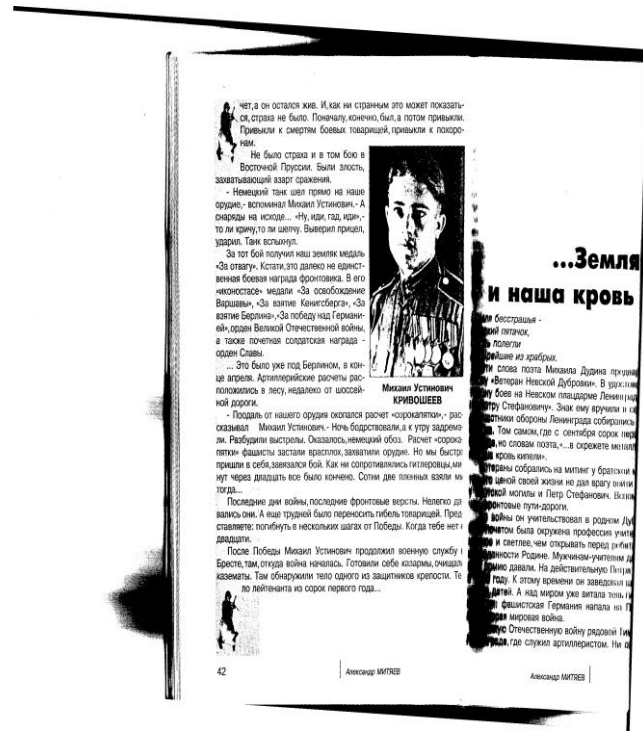 чет,а он остался жив. И,как ни странным это может показать-
ся,страха не было. Поначалу,конечно,был,а потом привыкли.
Привыкли к смертям боевых товарищей,привыкли к похоро-
нам.
Не было страха и в том бою в
Восточной Пруссии. Были злость,
захватывающий азарт сражения.
- Немецкий танк шел прямо на наше
орудие,- вспоминал Михаил Устинович.- А
снаряды на исходе... «Ну, иди, гад, иди»,-
то ли кричу,то ли шепчу. Выверил прицел,
ударил. Танк вспыхнул.
За тот бой получил наш земляк медаль
«За отвагу». Кстати,это далеко не единст-
венная боевая награда фронтовика. В его
«иконостасе» медали «За освобождение
Варшавы», «За взятие Кенигсберга», «За
взятие Берлина»,«За победу над Германи-
ей»,орден Великой Отечественной войны,
а также почетная солдатская награда -
орден Славы.
... Это было уже под Берлином, в кон-
це апреля. Артиллерийские расчеты рас-
положились в лесу, недалеко от шоссей-
ной дороги.
Михаил Устинович
КРИВОШЕЕВ
- Поодаль от нашего орудия окопался расчет «сорокапятки»,- рас-
сказывал Михаил Устинович.- Ночь бодрствовали,а к утру задрема-
ли. Разбудили выстрелы. Оказалось,немецкий обоз. Расчет «сорока-
пятки» фашисты застали врасплох,захватили орудие. Но мы быстро
пришли в себя,завязался бой. Как ни сопротивлялись гитлеровцы,ми
нут через двадцать все было кончено. Сотни две пленных взяли мы
тогда...
Последние дни войны,последние фронтовые версты. Нелегко да
вались они. А еще трудней было переносить гибель товарищей. Пред
ставляете: погибнуть в нескольких шагах от Победы. Когда тебе нет
двадцати.
После Победы Михаил Устинович продолжил военную службу
Бресте,там,откуда война началась. Готовили себе казармы,очищали
казематы. Там обнаружили тело одного из защитников крепости. Те
ло лейтенанта из сорок первого года...
42
Александр МИТЯЕВ
...Земля
и наша кровь
бесстрашья -
пятачок,
полегли
из храбрых.
слова поэта Михаила Дудина
«Ветеран Невской Дубровки». В
боев на Невском плацдарме
Стефановичу». Знак ему вручили
обороны Ленинграда собирались
Том самом,где с сентября сорок
но словам поэта,«...в скрежете
кровь кипели».
собрались на митинг у братской
ценой своей жизни не дал врагу
могилы и Петр Стефанович.
пути-дороги.
войны он учительствовал в родном
была окружена профессия
и светлее,чем открывать перед
Родине. Мужчинам-учителям
давали. На действительную
году. К этому времени он заведовал
детей. А над миром уже витала тень
фашистская Германия напала на
мировая война.
Отечественную войну рядовой
где служил артиллеристом. Ни
Александр МИТЯЕВ